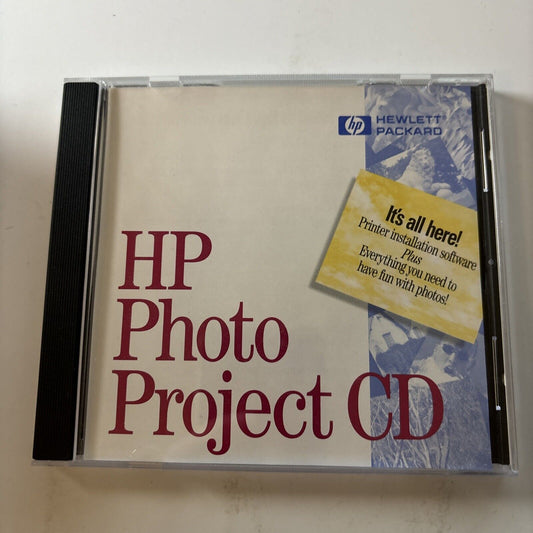 hp HEWLETT®
PACKARD
It's all here!
Printer installation software
Plus
Everything you need to
have fun with photos!
HP
Photo
Project CD